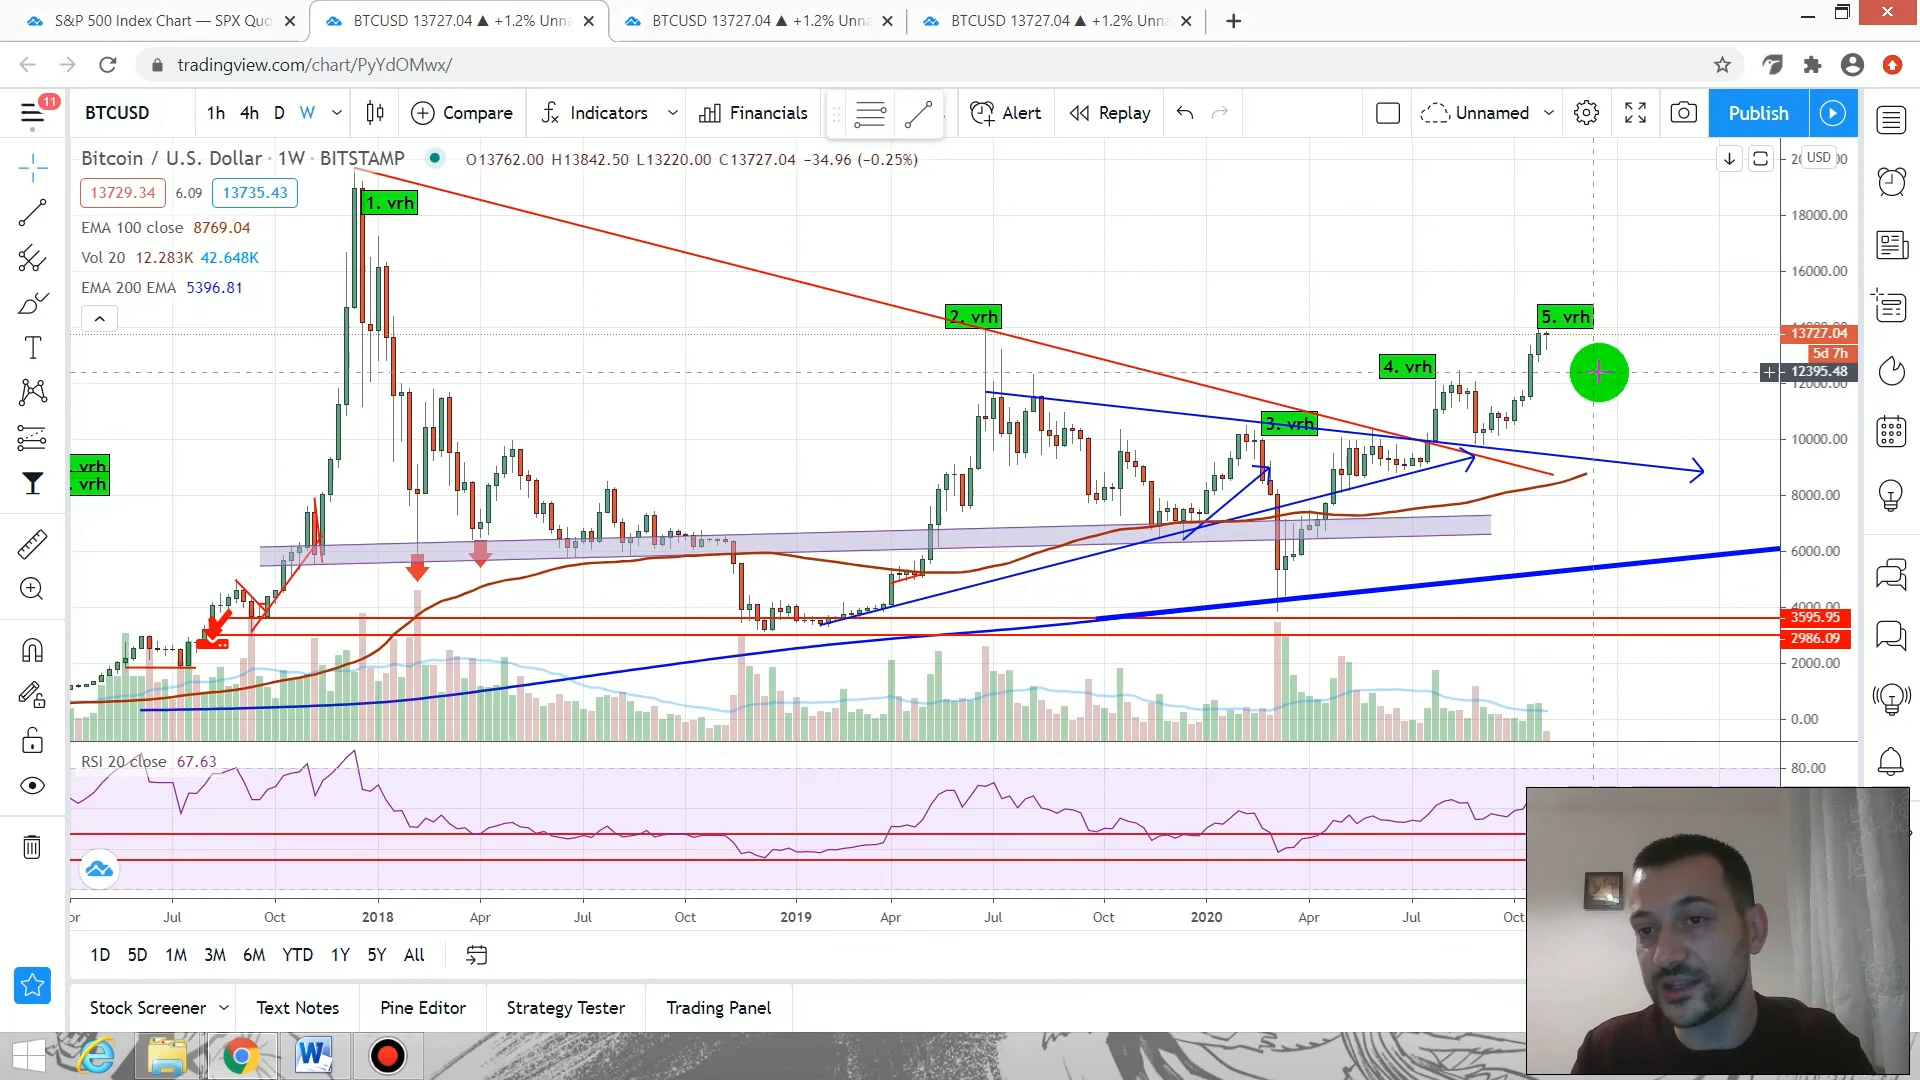 S&P 500 Index Chart — SPX Quo
BTCUSD 13727.04 ▲ +1.2% Unna
BTCUSD 13727.04 ▲ +1.2% Unna
BTCUSD 13727.04 ▲ +1.2% Unna
tradingview.com/chart/PyYdOMwx/
11
BTCUSD 1h 4h D W Compare Indicators Financials Alert Replay Unnamed Publish
Bitcoin / U.S. Dollar · 1W · BITSTAMP O13762.00 H13842.50 L13220.00 C13727.04 −34.96 (−0.25%)
13729.34 6.09 13735.43
EMA 100 close 8769.04
Vol 20 12.283K 42.648K
EMA 200 EMA 5396.81
1. vrh
2. vrh
3. vrh
4. vrh
5. vrh
. vrh
. vrh
USD
18000.00
16000.00
13727.04
5d 7h
12395.48
12000.00
10000.00
8000.00
6000.00
4000.00
3595.95
2986.09
2000.00
0.00
RSI 20 close 67.63
80.00
or Jul Oct 2018 Apr Jul Oct 2019 Apr Jul Oct 2020 Apr Jul Oct
1D 5D 1M 3M 6M YTD 1Y 5Y All
Stock Screener Text Notes Pine Editor Strategy Tester Trading Panel